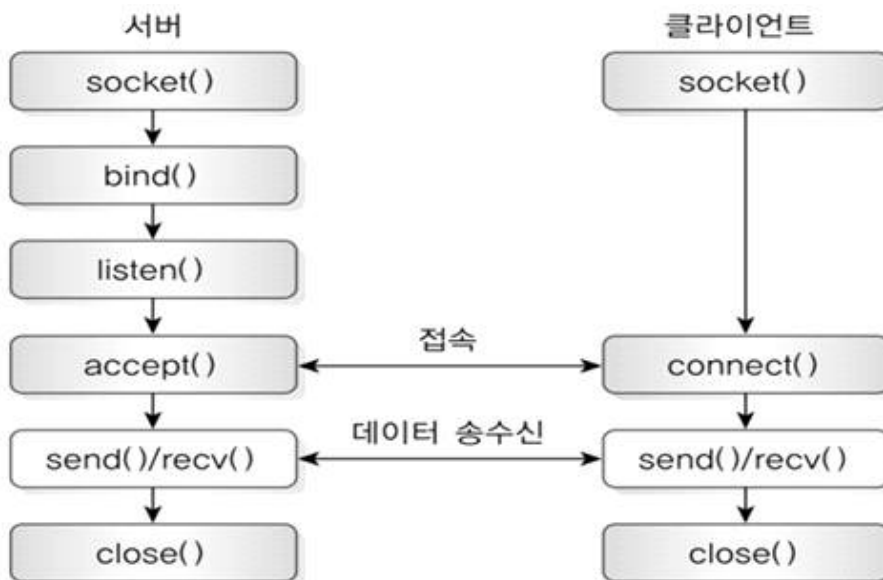 서버
클라이언트
socket()
socket()
bind()
listen()
접속
accept()
connect()
데이터 송수신
send()/recv()
send()/recv()
close()
close()